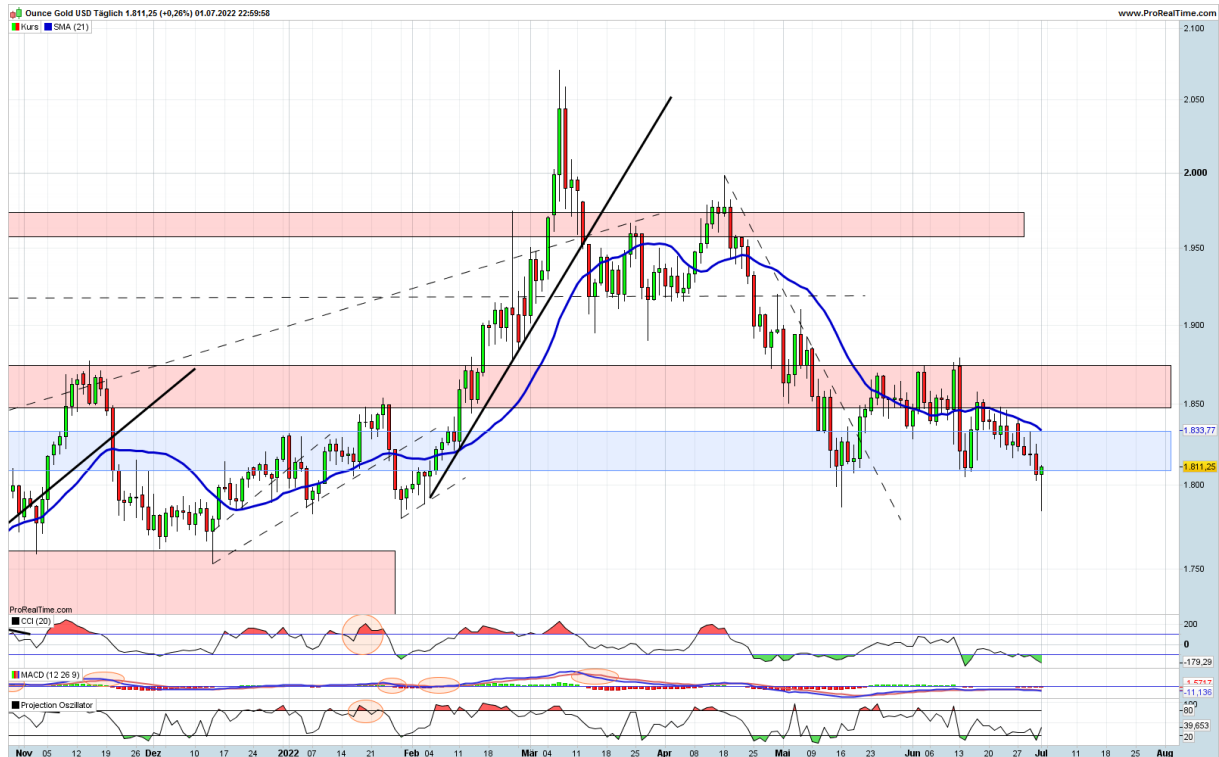 Ounce Gold USD Täglich 1.811,25 (+0,26%) 01.07.2022 22:59:58
www.ProRealTime.com
Kurs SMA (21)
2.100
2.050
2.000
1.950
1.900
1.850
1.833,77
1.811,25
1.800
1.750
ProRealTime.com
CCI (20)
200
0
-179,29
MACD (12 26 9)
-11,136
Projection Oszillator
80
39,653
20
Nov 05 12 19 26 Dez 10 17 24 2022 07 14 21 Feb 04 11 18 Mär 04 11 18 25 Apr 08 18 25 Mai 09 16 23 Jun 06 13 20 27 Jul 11 18 25 Aug